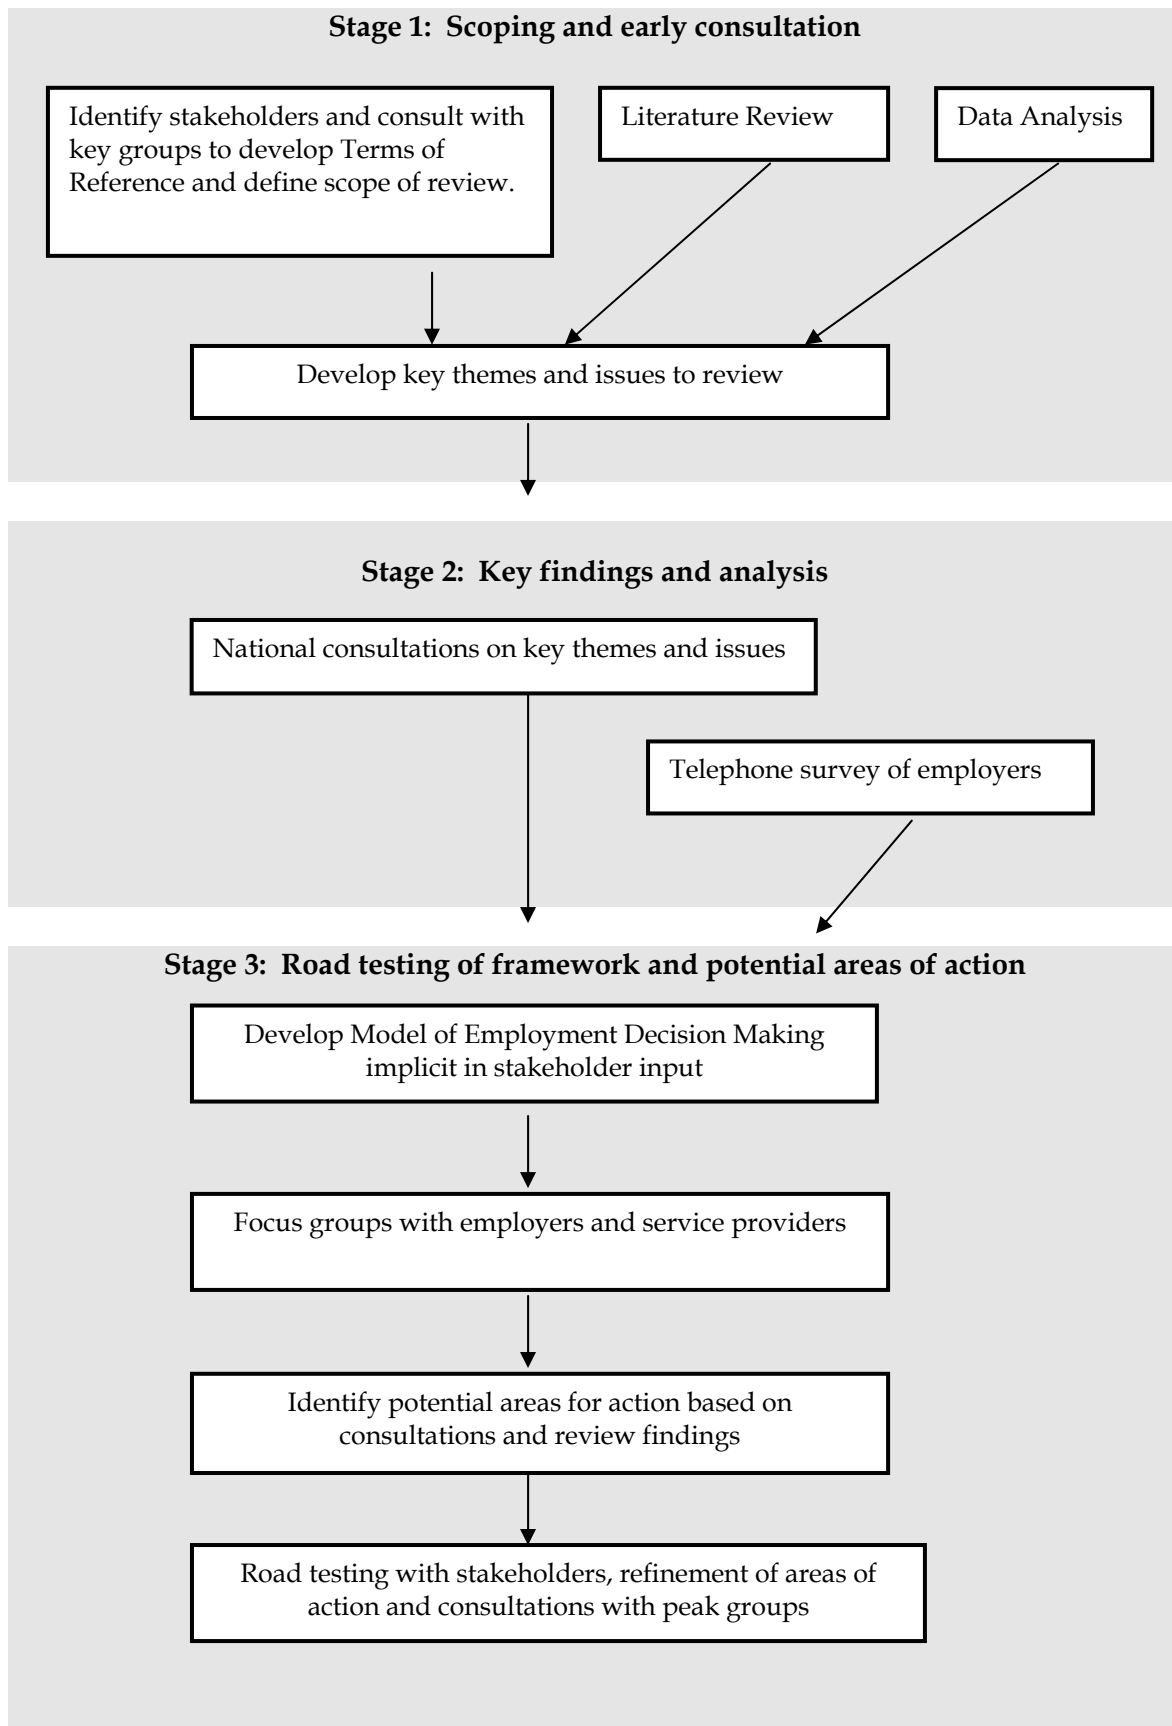 Stage 1:  Scoping and early consultation
Identify stakeholders and consult with
key groups to develop Terms of
Reference and define scope of review.
Literature Review
Data Analysis
Develop key themes and issues to review
Stage 2:  Key findings and analysis
National consultations on key themes and issues
Telephone survey of employers
Stage 3:  Road testing of framework and potential areas of action
Develop Model of Employment Decision Making
implicit in stakeholder input
Focus groups with employers and service providers
Identify potential areas for action based on
consultations and review findings
Road testing with stakeholders, refinement of areas of
action and consultations with peak groups